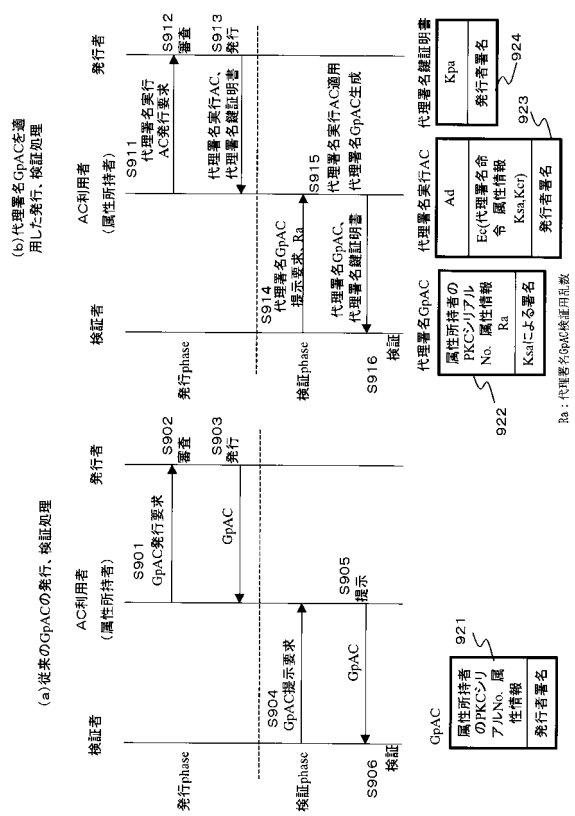 (a)従来のGpACの発行、検証処理
検証者
AC利用者
(属性所持者)
発行者
発行phase
S901
GpAC発行要求
S902
審査
S903
発行
GpAC
検証phase
S904
GpAC提示要求
S905
提示
GpAC
S906
検証
GpAC
属性所持者
のPKCシリ
アルNo、属
性情報
発行者署名
921
(b)代理署名GpACを適
用した発行、検証処理
検証者
AC利用者
(属性所持者)
発行者
発行phase
S911
代理署名実行
AC発行要求
S912
審査
S913
発行
代理署名実行AC、
代理署名鍵証明書
検証phase
S914
代理署名GpAC
提示要求、Ra
S915
代理署名実行AC適用
代理署名GpAC生成
代理署名GpAC、
代理署名鍵証明書
S916
検証
代理署名GpAC
属性所持者の
PKCシリアル
No、属性情報
Ra
Ksaによる署名
922
代理署名実行AC
Ad
Ec(代理署名命
令 属性情報
Ksa,Kcr)
発行者署名
923
代理署名鍵証明書
Kpa
発行者署名
924
Ra:代理署名GpAC検証用乱数